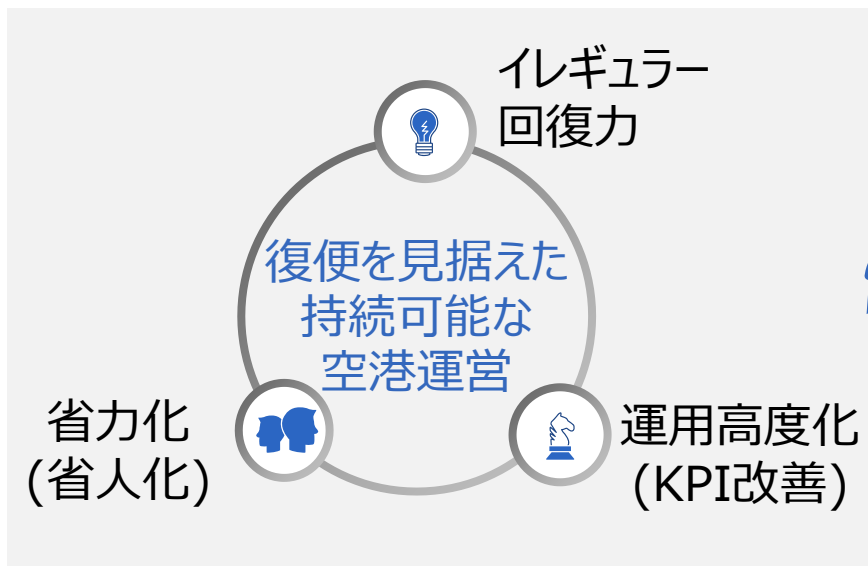 イレギュラー
回復力
復便を見据えた
持続可能な
空港運営
省力化
(省人化)
運用高度化
(KPI改善)